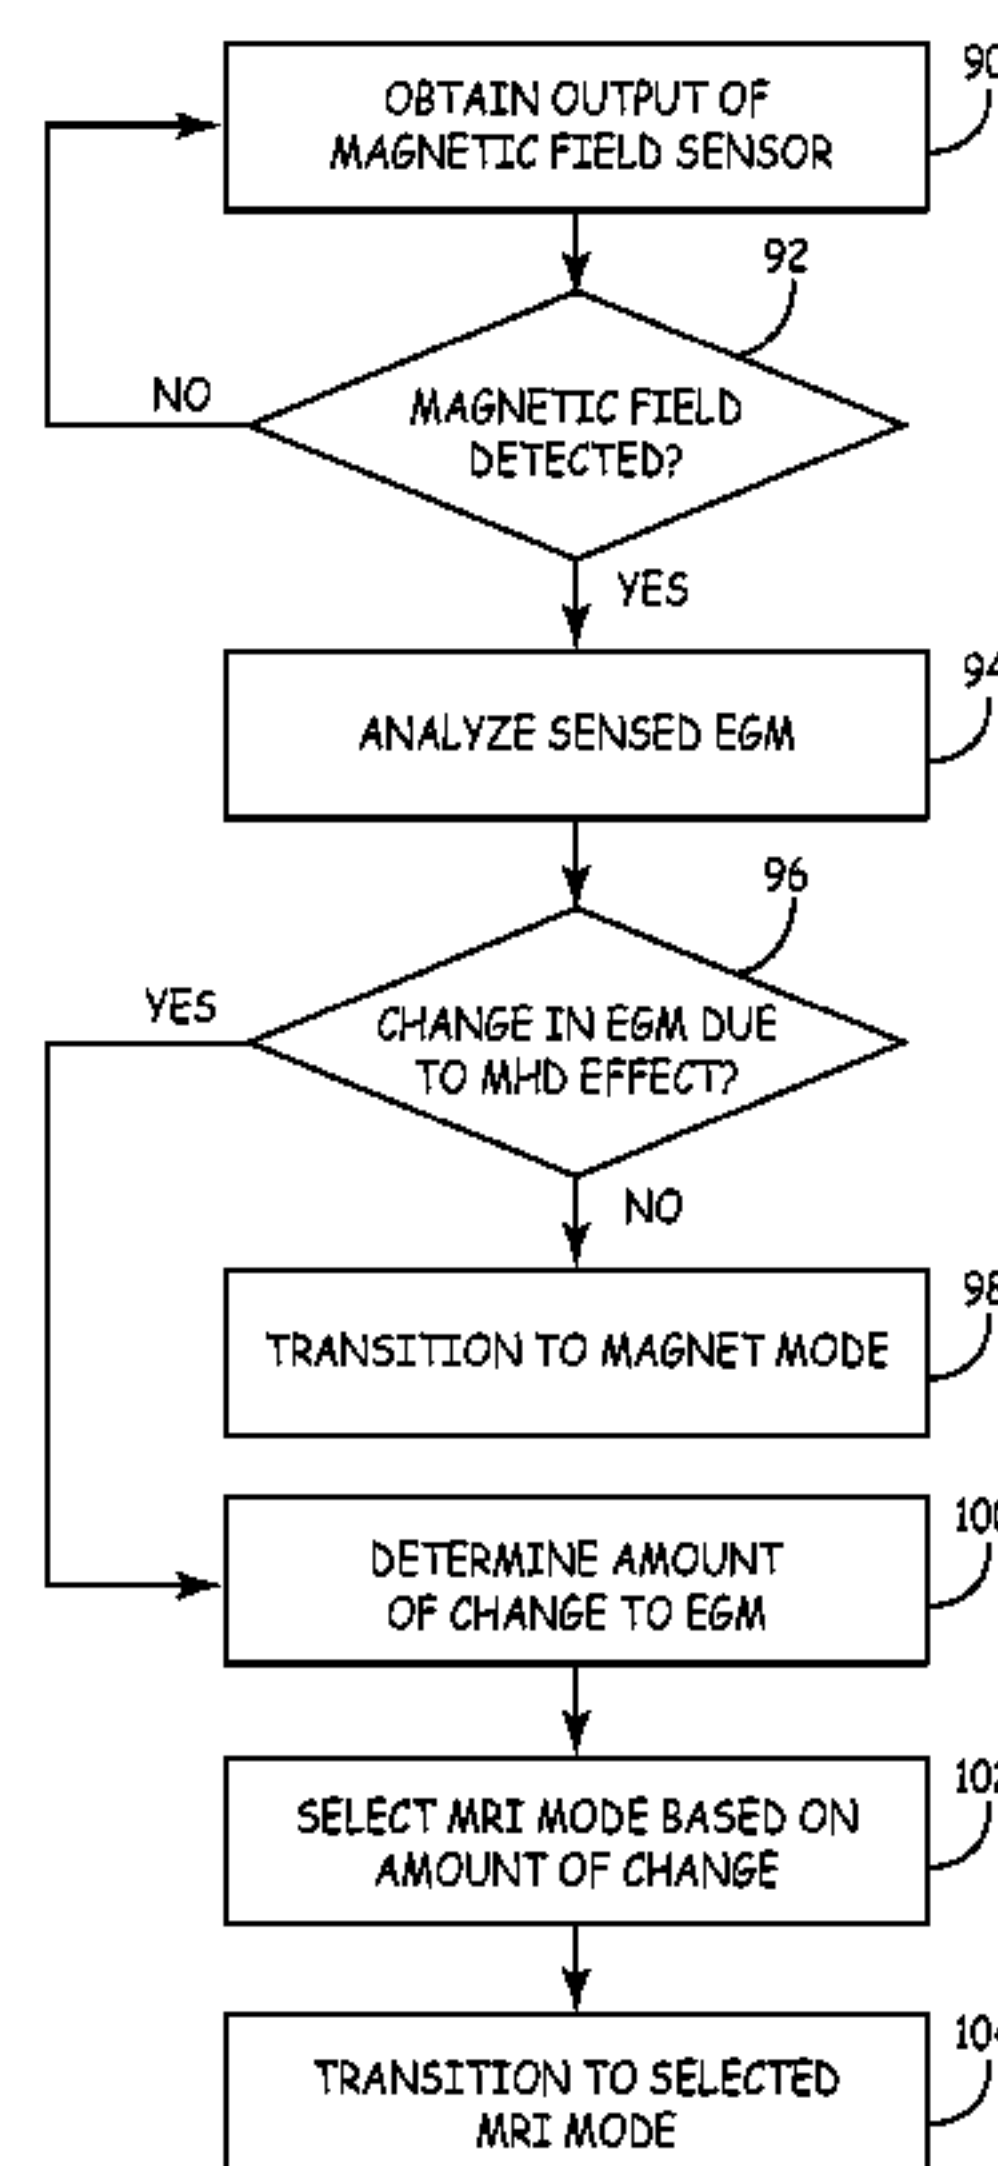 OBTAIN OUTPUT OF
MAGNETIC FIELD SENSOR
90
92
MAGNETIC FIELD
DETECTED?
NO
YES
ANALYZE SENSED EGM
94
96
YES
CHANGE IN EGM DUE
TO MHD EFFECT?
NO
TRANSITION TO MAGNET MODE
98
DETERMINE AMOUNT
OF CHANGE TO EGM
100
SELECT MRI MODE BASED ON
AMOUNT OF CHANGE
102
TRANSITION TO SELECTED
MRI MODE
104